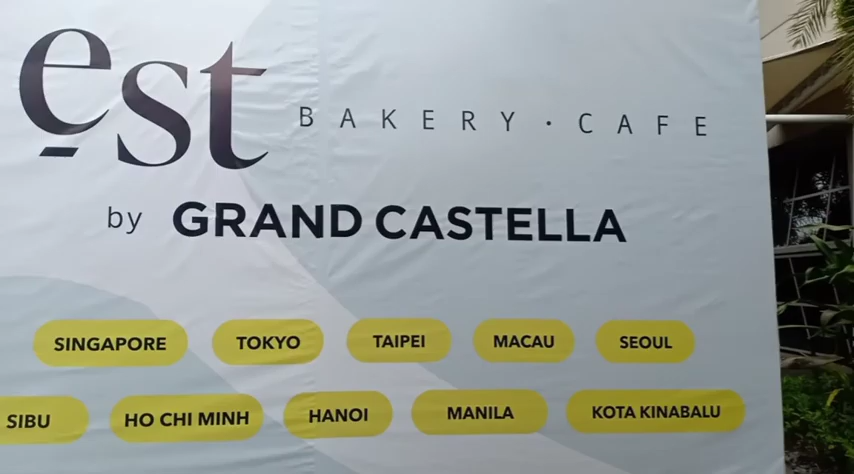 est BAKERY · CAFE
by GRAND CASTELLA
SINGAPORE TOKYO TAIPEI MACAU SEOUL
SIBU HO CHI MINH HANOI MANILA KOTA KINABALU